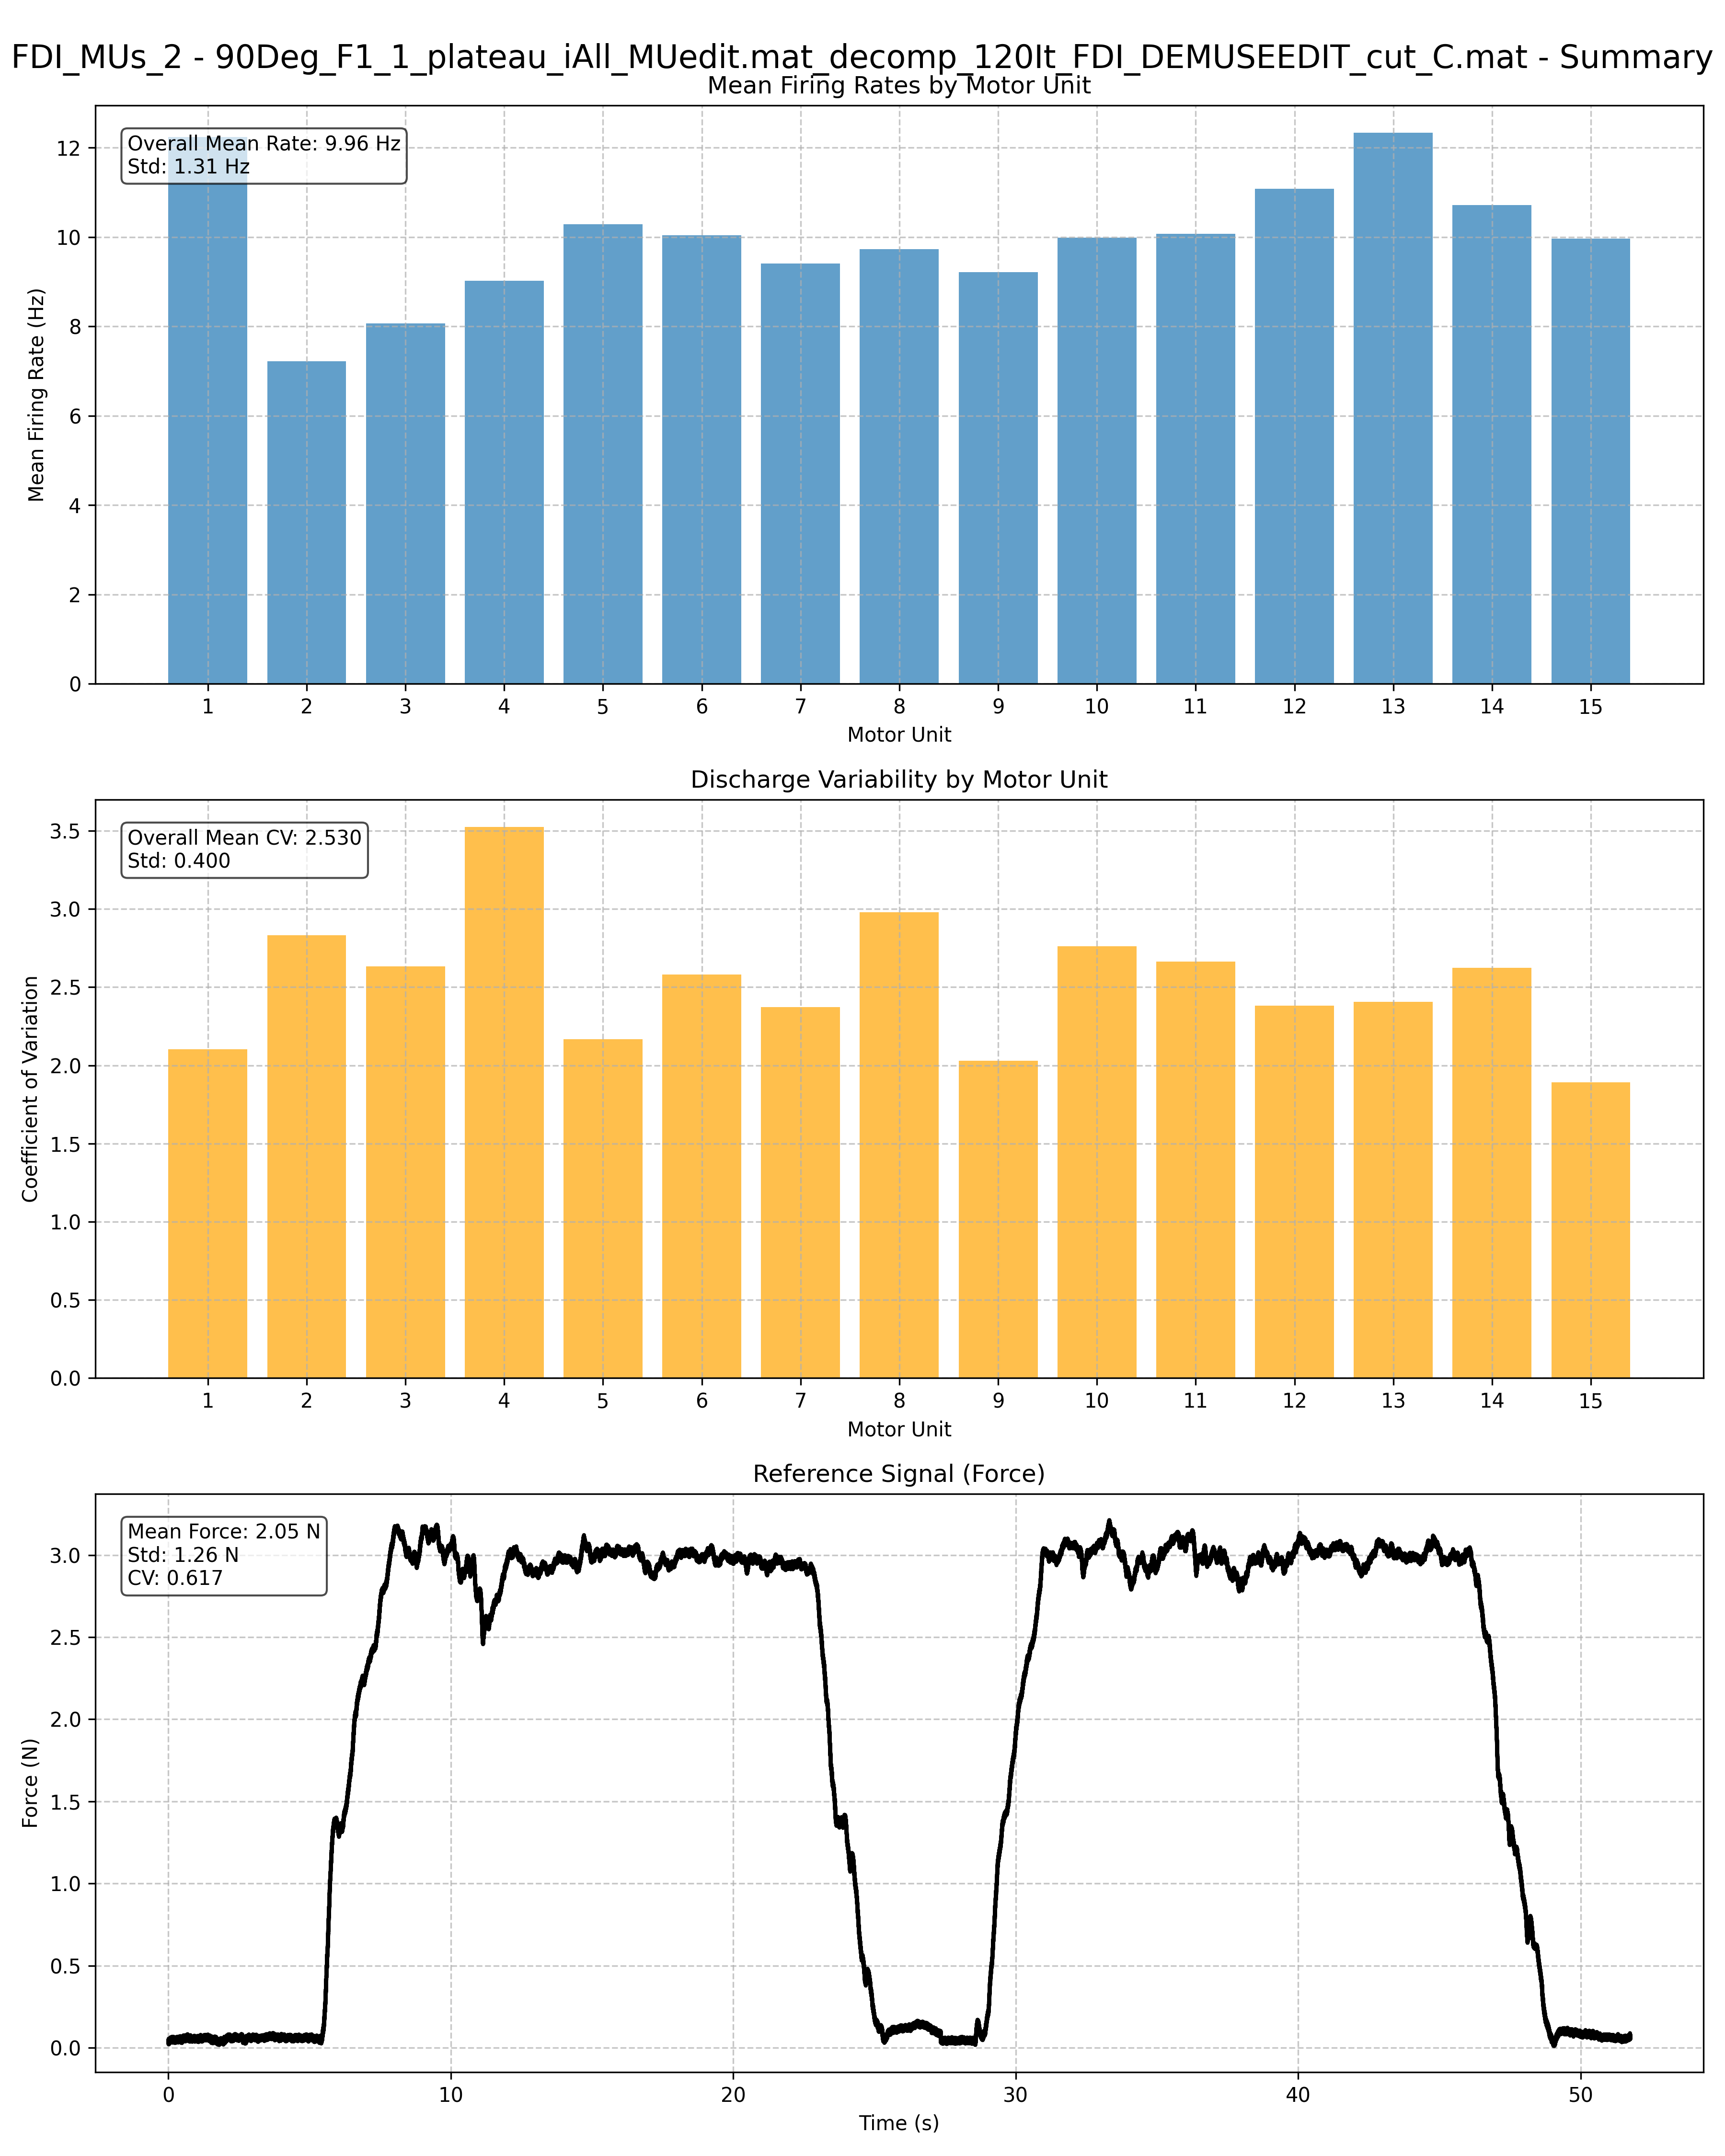 FDI_MUs_2 - 90Deg_F1_1_plateau_iAll_MUedit.mat_decomp_120It_FDI_DEMUSEEDIT_cut_C.mat - Summary
Mean Firing Rates by Motor Unit
Overall Mean Rate: 9.96 Hz
Std: 1.31 Hz
Mean Firing Rate (Hz)
12
10
8
6
4
2
0
1 2 3 4 5 6 7 8 9 10 11 12 13 14 15
Motor Unit
Discharge Variability by Motor Unit
Overall Mean CV: 2.530
Std: 0.400
Coefficient of Variation
3.5
3.0
2.5
2.0
1.5
1.0
0.5
0.0
1 2 3 4 5 6 7 8 9 10 11 12 13 14 15
Motor Unit
Reference Signal (Force)
Mean Force: 2.05 N
Std: 1.26 N
CV: 0.617
Force (N)
3.0
2.5
2.0
1.5
1.0
0.5
0.0
0 10 20 30 40 50
Time (s)